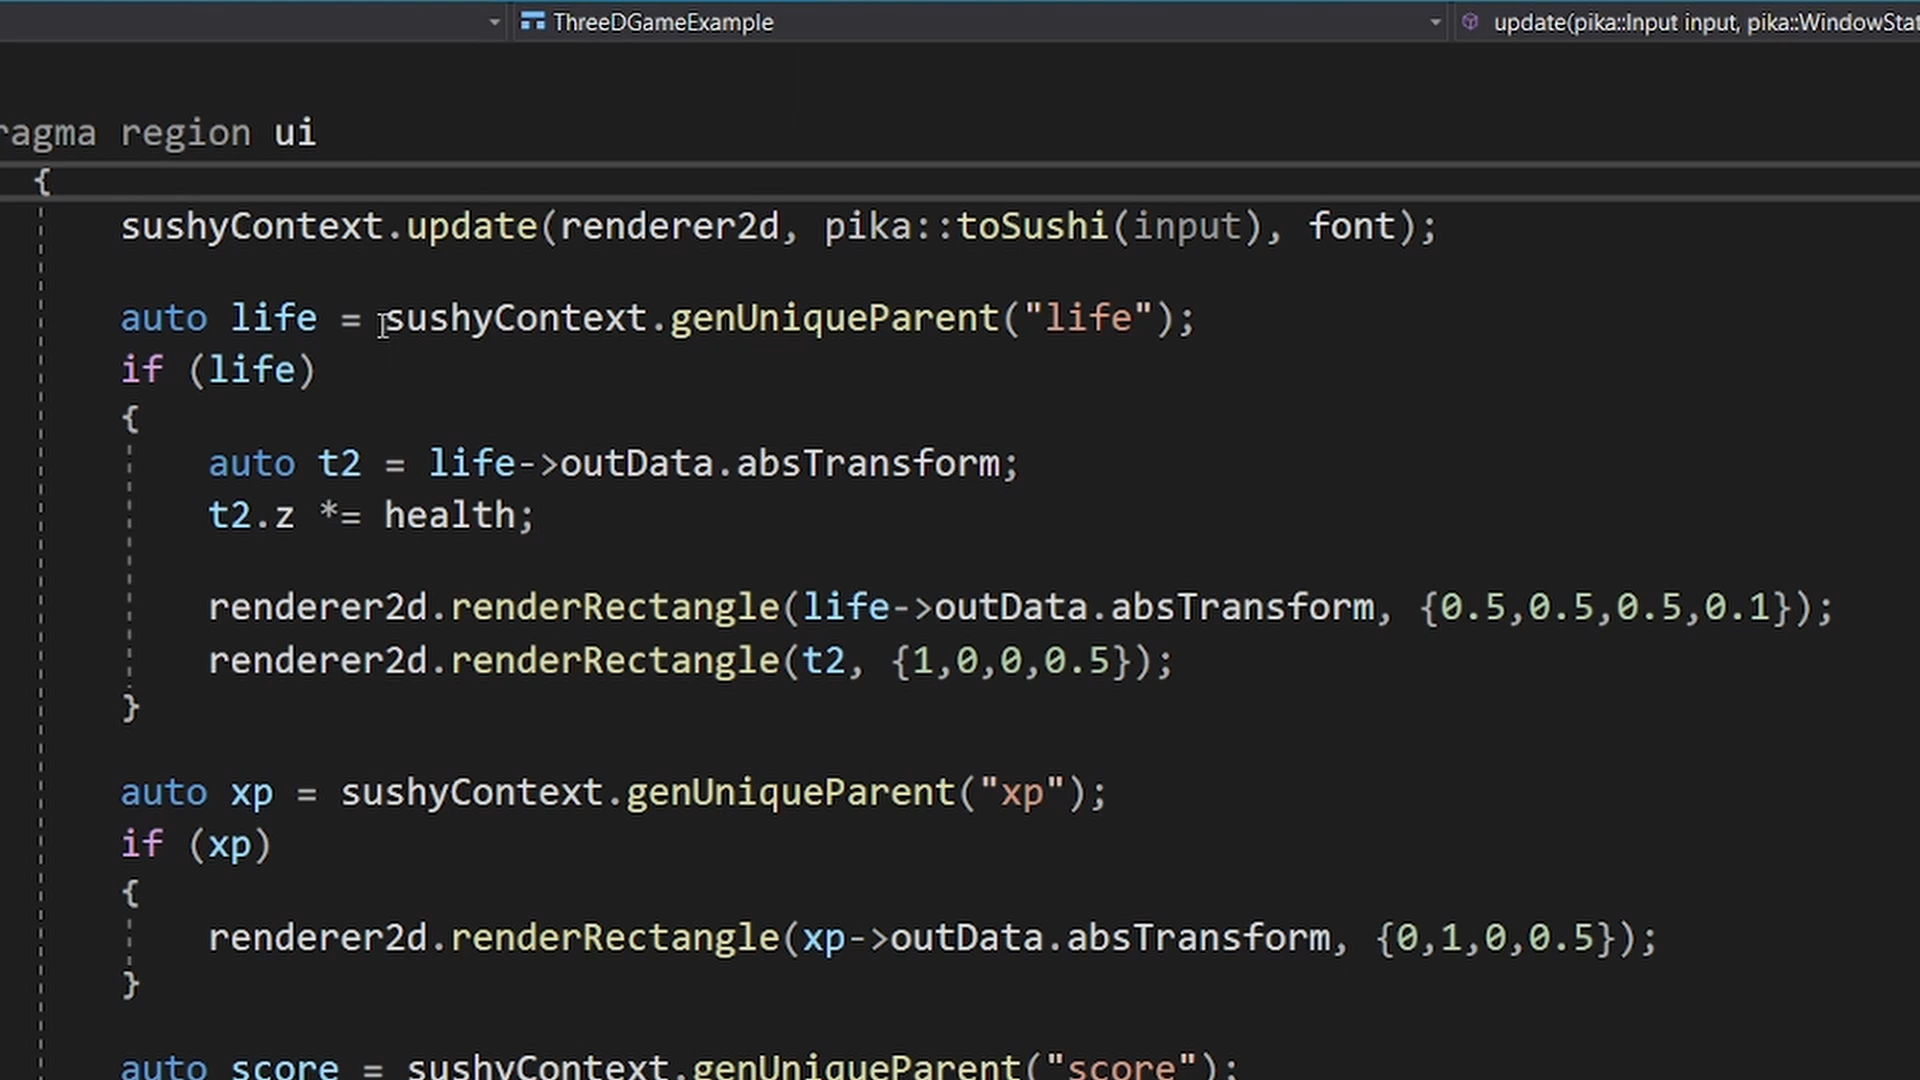 ThreeDGameExample
update(pika::Input input, pika::WindowStat
ragma region ui
{
sushyContext.update(renderer2d, pika::toSushi(input), font);
auto life = sushyContext.genUniqueParent("life");
if (life)
{
auto t2 = life->outData.absTransform;
t2.z *= health;
renderer2d.renderRectangle(life->outData.absTransform, {0.5,0.5,0.5,0.1});
renderer2d.renderRectangle(t2, {1,0,0,0.5});
}
auto xp = sushyContext.genUniqueParent("xp");
if (xp)
{
renderer2d.renderRectangle(xp->outData.absTransform, {0,1,0,0.5});
}
auto score = sushyContext.genUniqueParent("score");